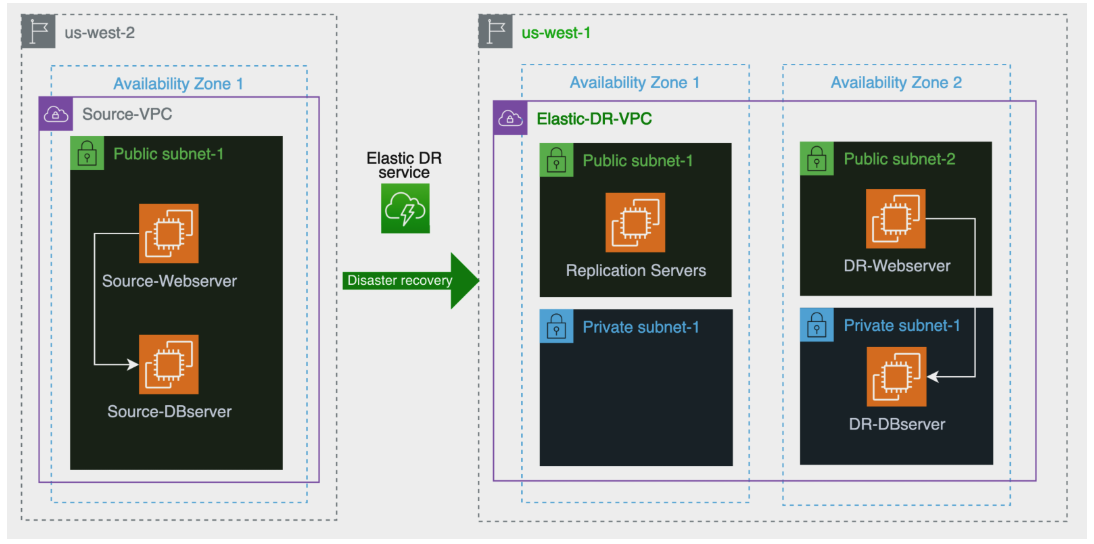 us-west-2
Availability Zone 1
Source-VPC
Public subnet-1
Source-Webserver
Source-DBserver
Elastic DR
service
Disaster recovery
us-west-1
Availability Zone 1
Availability Zone 2
Elastic-DR-VPC
Public subnet-1
Replication Servers
Private subnet-1
Public subnet-2
DR-Webserver
Private subnet-1
DR-DBserver